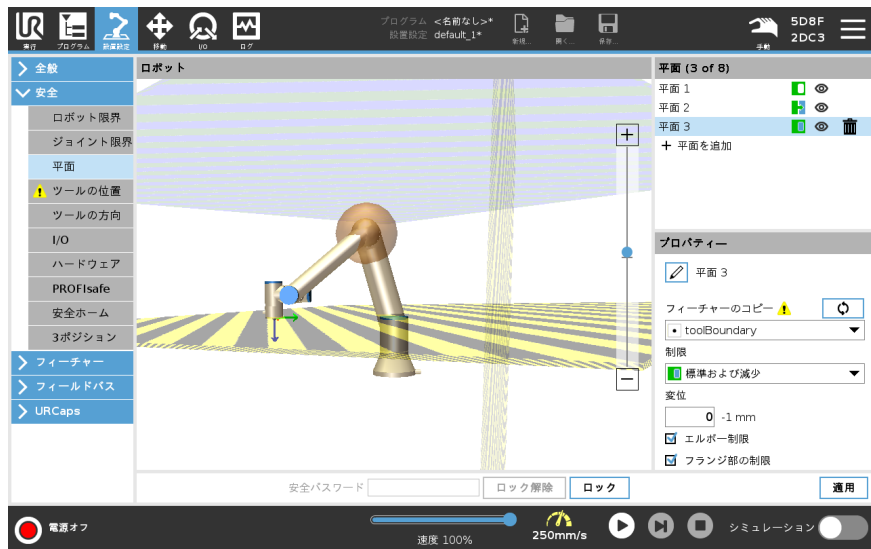 UR
実行
プログラム
設置設定
移動
I/O
ログ
プログラム <名前なし>*
設置設定 default_1*
新規...
開く...
保存...
手動
5D8F
2DC3
全般
安全
ロボット限界
ジョイント限界
平面
ツールの位置
ツールの方向
I/O
ハードウェア
PROFIsafe
安全ホーム
3ポジション
フィーチャー
フィールドバス
URCaps
ロボット
平面 (3 of 8)
平面 1
平面 2
平面 3
平面を追加
プロパティー
平面 3
フィーチャーのコピー
toolBoundary
制限
標準および減少
変位
0 -1 mm
エルボー制限
フランジ部の制限
安全パスワード
ロック解除
ロック
適用
電源オフ
速度 100%
250mm/s
シミュレーション